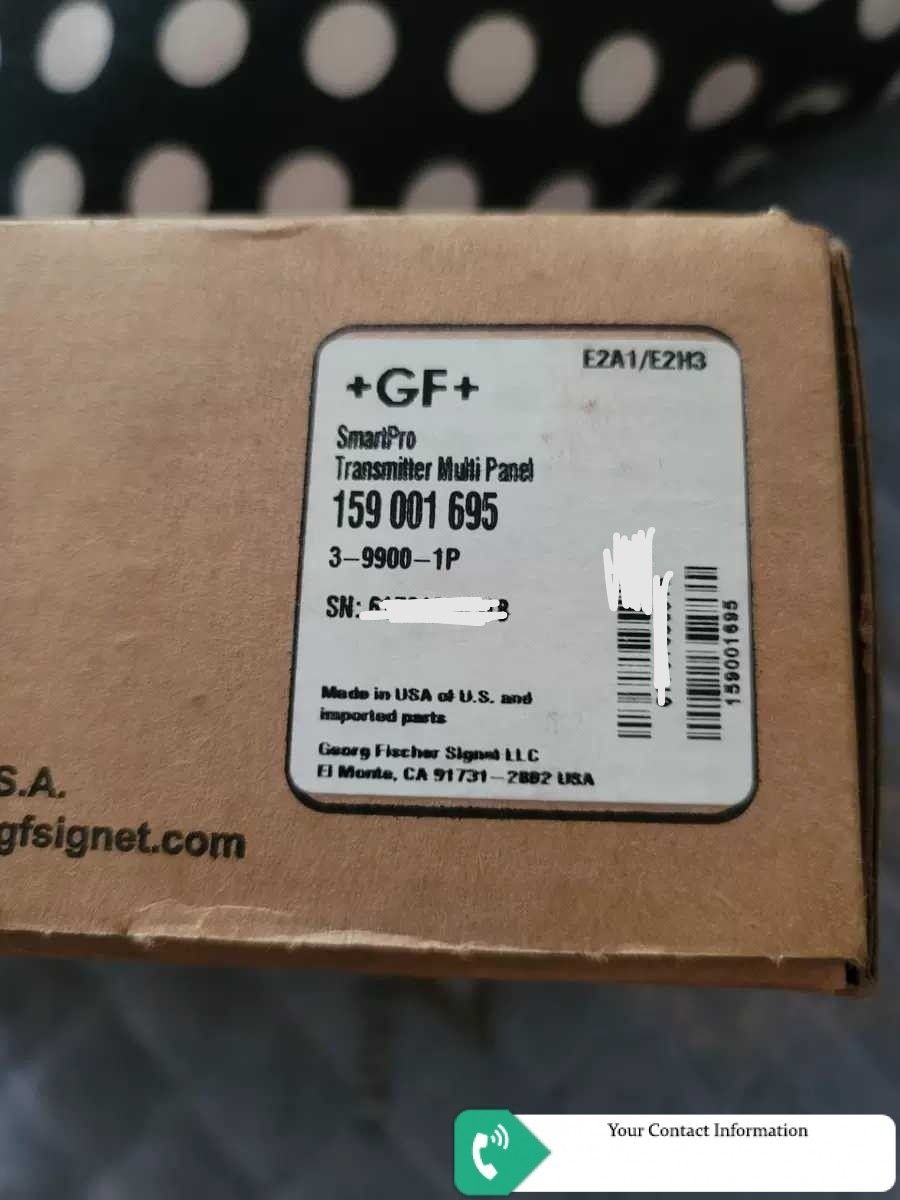 E2A1/E2H3
+GF+
SmartPro
Transmitter Multi Panel
159 001 695
3-9900-1P
SN:
159001695
Made in USA of U.S. and
imported parts
Georg Fischer Signet LLC
El Monte, CA 91731-2882 USA
S.A.
gfsignet.com
Your Contact Information